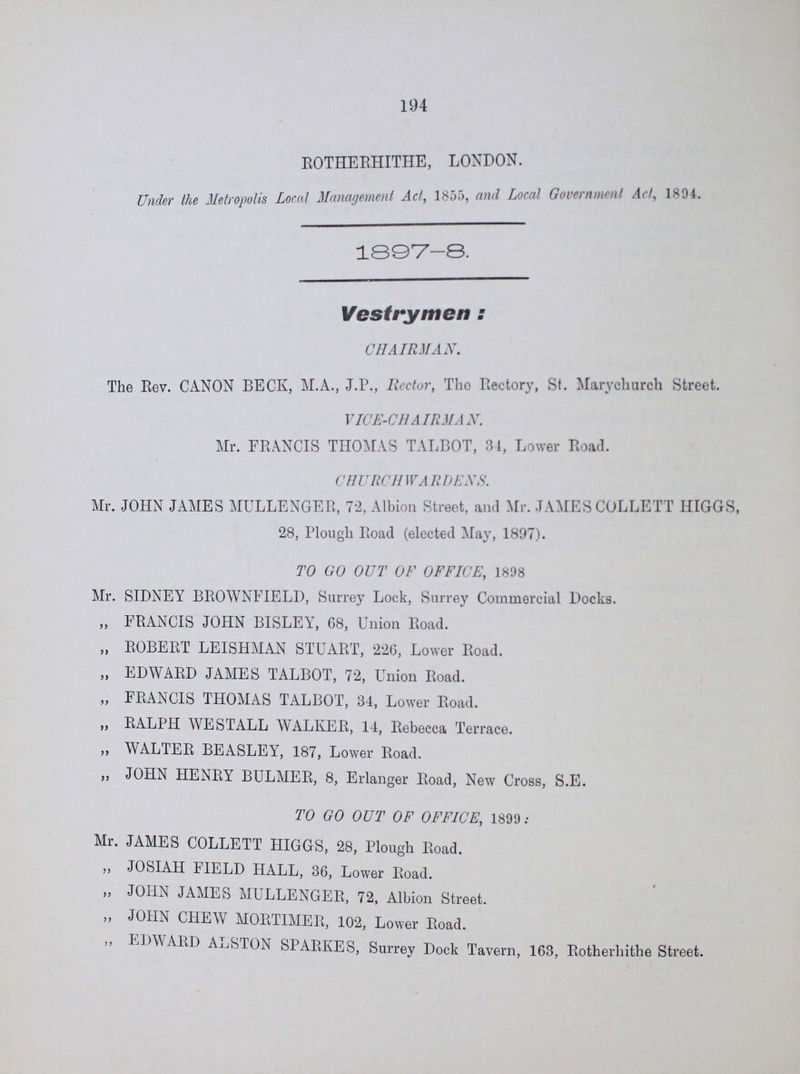 194
ROTHERHITHE, LONDON.
Under the Metropolis Local Management Act, 1855, and Local Government Act, 1894.
1897–8.
Vestrymen :
CHAIRMAN.
The Rev. CANON BECK, M.A., J.P., Rector, The Rectory, St. Marychurch Street.
VICE-CHAIRMAN.
Mr. FRANCIS THOMAS TALBOT, 34, Lower Road.
CHURCHWARDENS.
Mr. JOHN JAMES MULLENGER, 72, Albion Street, and Mr. JAMES COLLETT HIGGS,
28, Plough Road (elected May, 1897).
TO GO OUT OF OFFICE, 1898
Mr. SIDNEY BROWNFIELD, Surrey Lock, Surrey Commercial Docks.
„ FRANCIS JOHN BISLEY, 68, Union Road.
„ ROBERT LEISHMAN STUART, 226, Lower Road.
„ EDWARD JAMES TALBOT, 72, Union Road.
„ FRANCIS THOMAS TALBOT, 34, Lower Road.
„ RALPH WESTALL WALKER, 14, Rebecca Terrace.
„ WALTER BEASLEY, 187, Lower Road.
„ JOHN HENRY BULMER, 8, Erlanger Road, New Cross, S.E.
TO GO OUT OF OFFICE, 1899:
Mr. JAMES COLLETT HIGGS, 28, Plough Road.
„ JOSIAH FIELD HALL, 36, Lower Road.
„ JOHN JAMES MULLENGER, 72, Albion Street.
„ JOHN CHEW MORTIMER, 102, Lower Road.
„ EDWARD ALSTON SPARKES, Surrey Dock Tavern, 163, Rotherhithe Street.